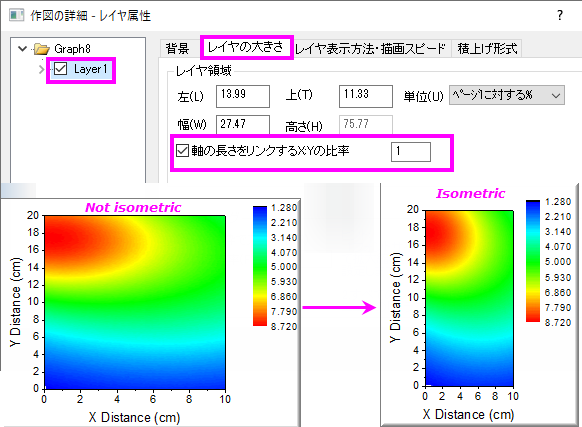 作図の詳細 - レイヤ属性
?
Graph8
Layer1
背景 レイヤの大きさ レイヤ表示方法・描画スピード 積上げ形式
レイヤ領域
左(L) 13.99 上(T) 11.33 単位(U) ページに対する%
幅(W) 27.47 高さ(H) 75.77
軸の長さをリンクするX:Yの比率 1
Not isometric
20
18
16
14
12
10
8
6
4
2
0
Y Distance (cm)
0 2 4 6 8 10
X Distance (cm)
1.280
2.210
3.140
4.070
5.000
5.930
6.860
7.790
8.720
Isometric
20
18
16
14
12
10
8
6
4
2
0
Y Distance (cm)
0 2 4 6 8 10
X Distance (cm)
1.280
2.210
3.140
4.070
5.000
5.930
6.860
7.790
8.720